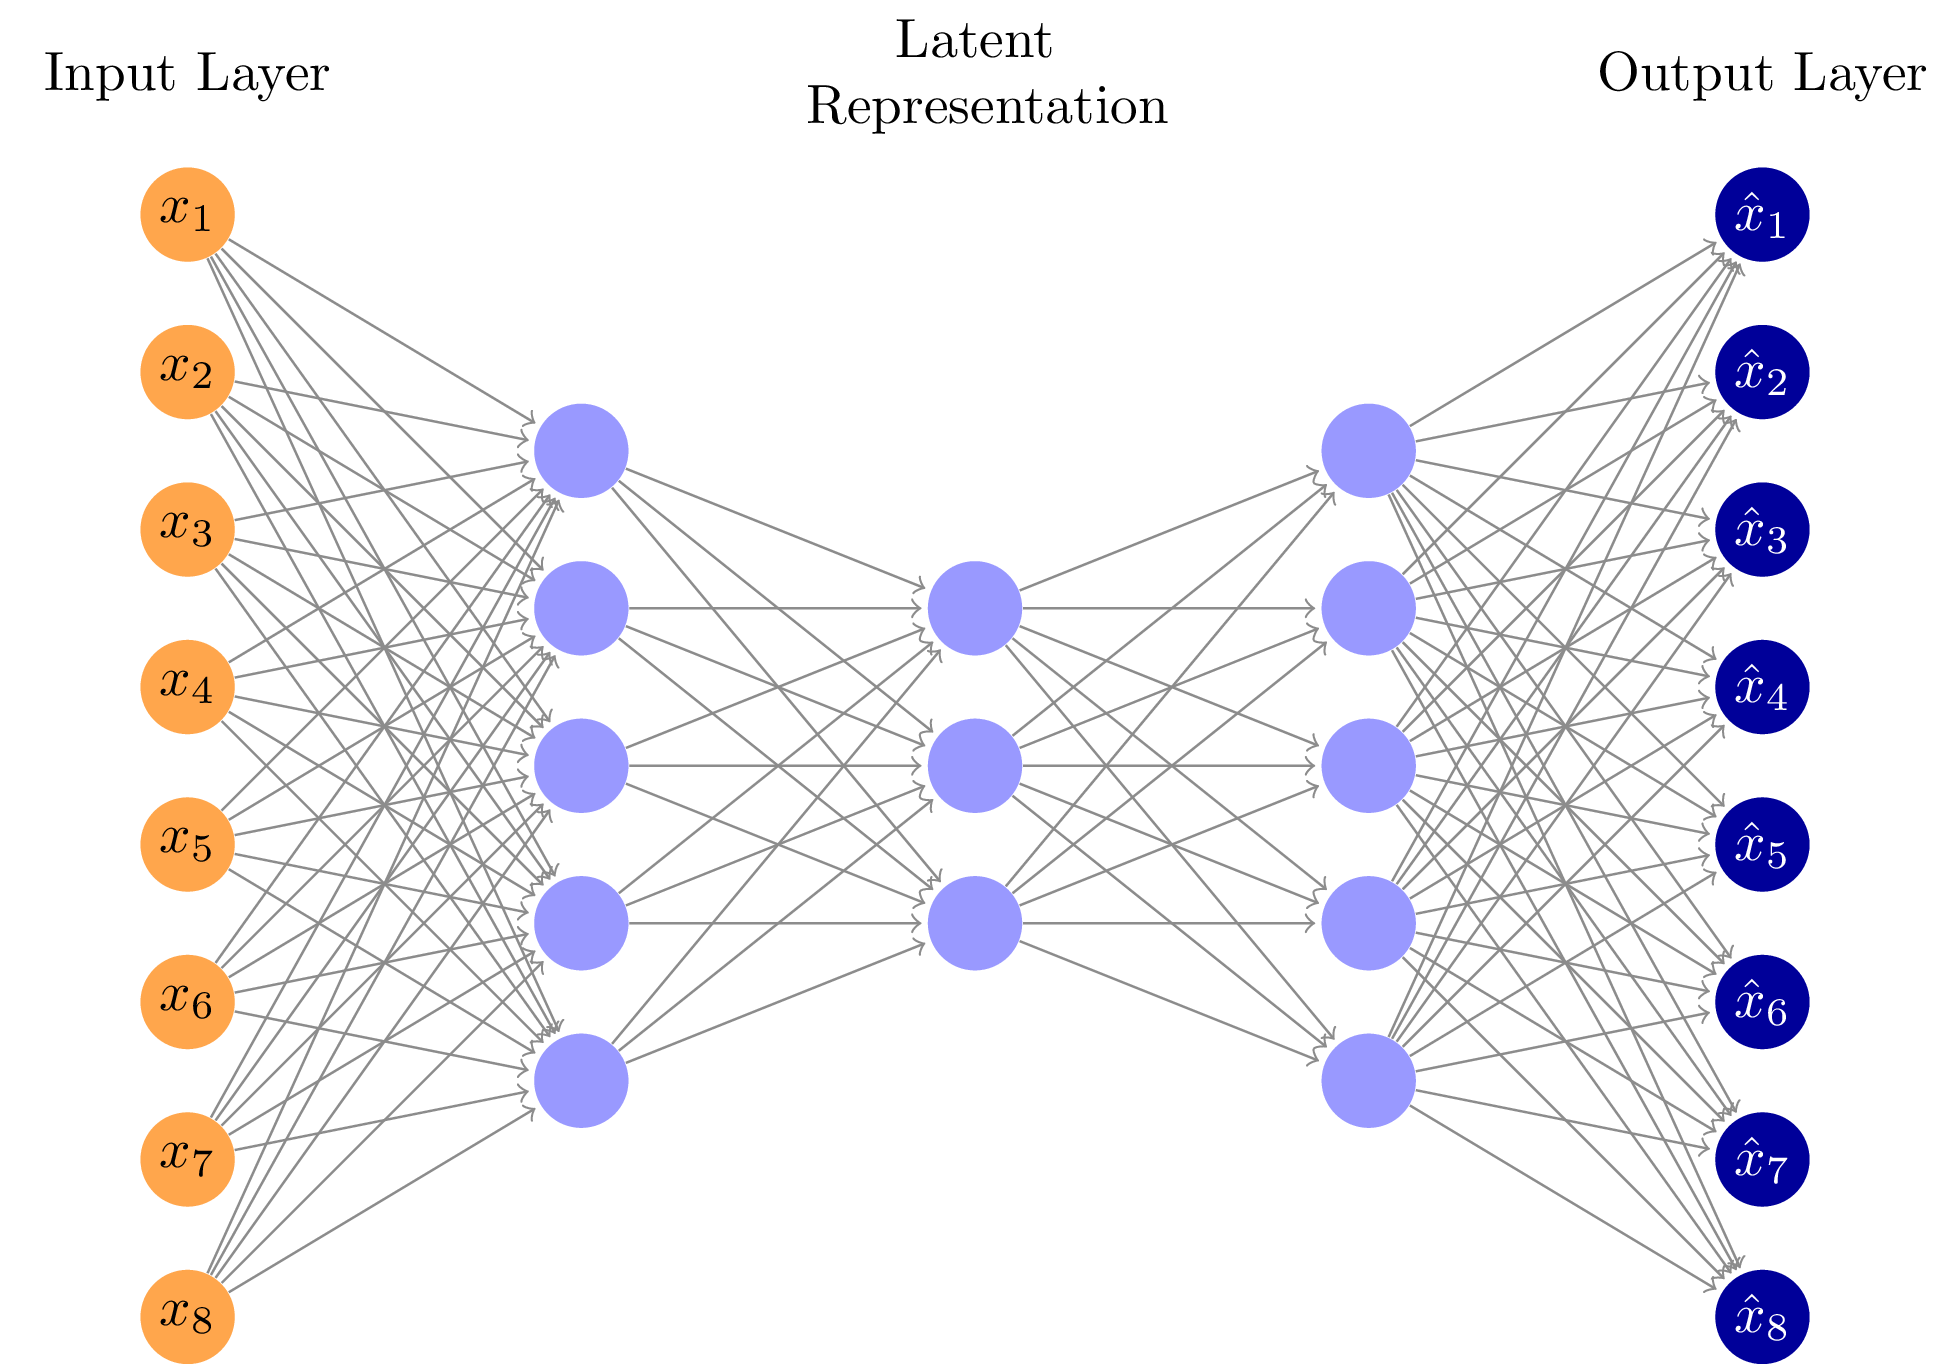 Input Layer
Latent
Representation
Output Layer
x₁
x₂
x₃
x₄
x₅
x₆
x₇
x₈
x̂₁
x̂₂
x̂₃
x̂₄
x̂₅
x̂₆
x̂₇
x̂₈